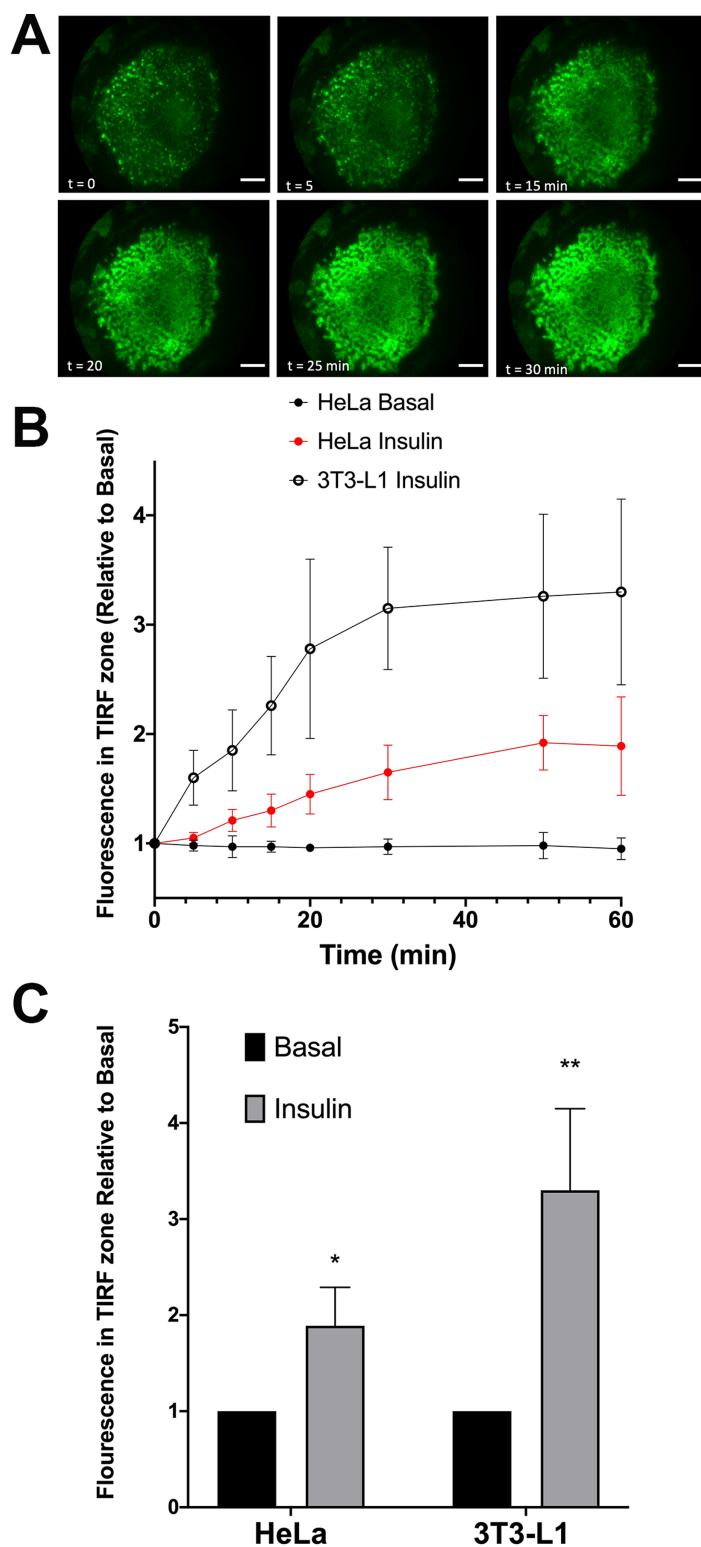 A
t = 0
t = 5
t = 15 min
t = 20
t = 25 min
t = 30 min
B
HeLa Basal
HeLa Insulin
3T3-L1 Insulin
Fluorescence in TIRF zone (Relative to Basal)
4
3
2
1
0
20
40
60
Time (min)
C
Basal
Insulin
Flourescence in TIRF zone Relative to Basal
5
4
3
2
1
0
*
**
HeLa
3T3-L1